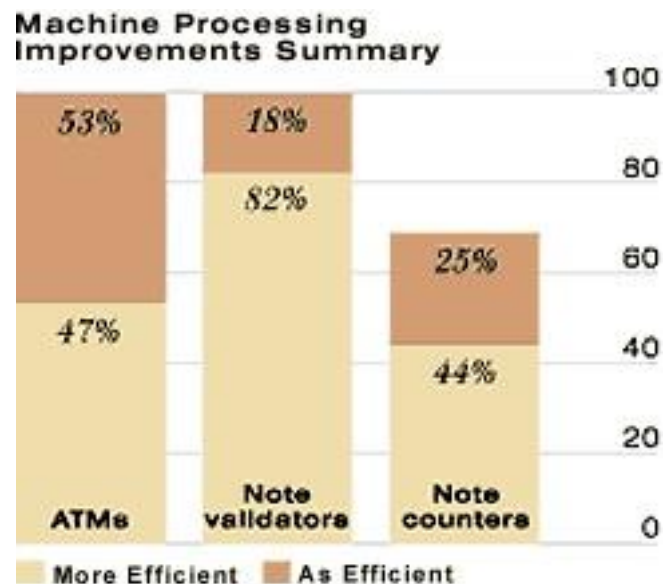 Machine Processing
Improvements Summary
100
53%
18%
80
82%
60
25%
47%
40
44%
20
ATMs
Note
validators
Note
counters
0
More Efficient
As Efficient